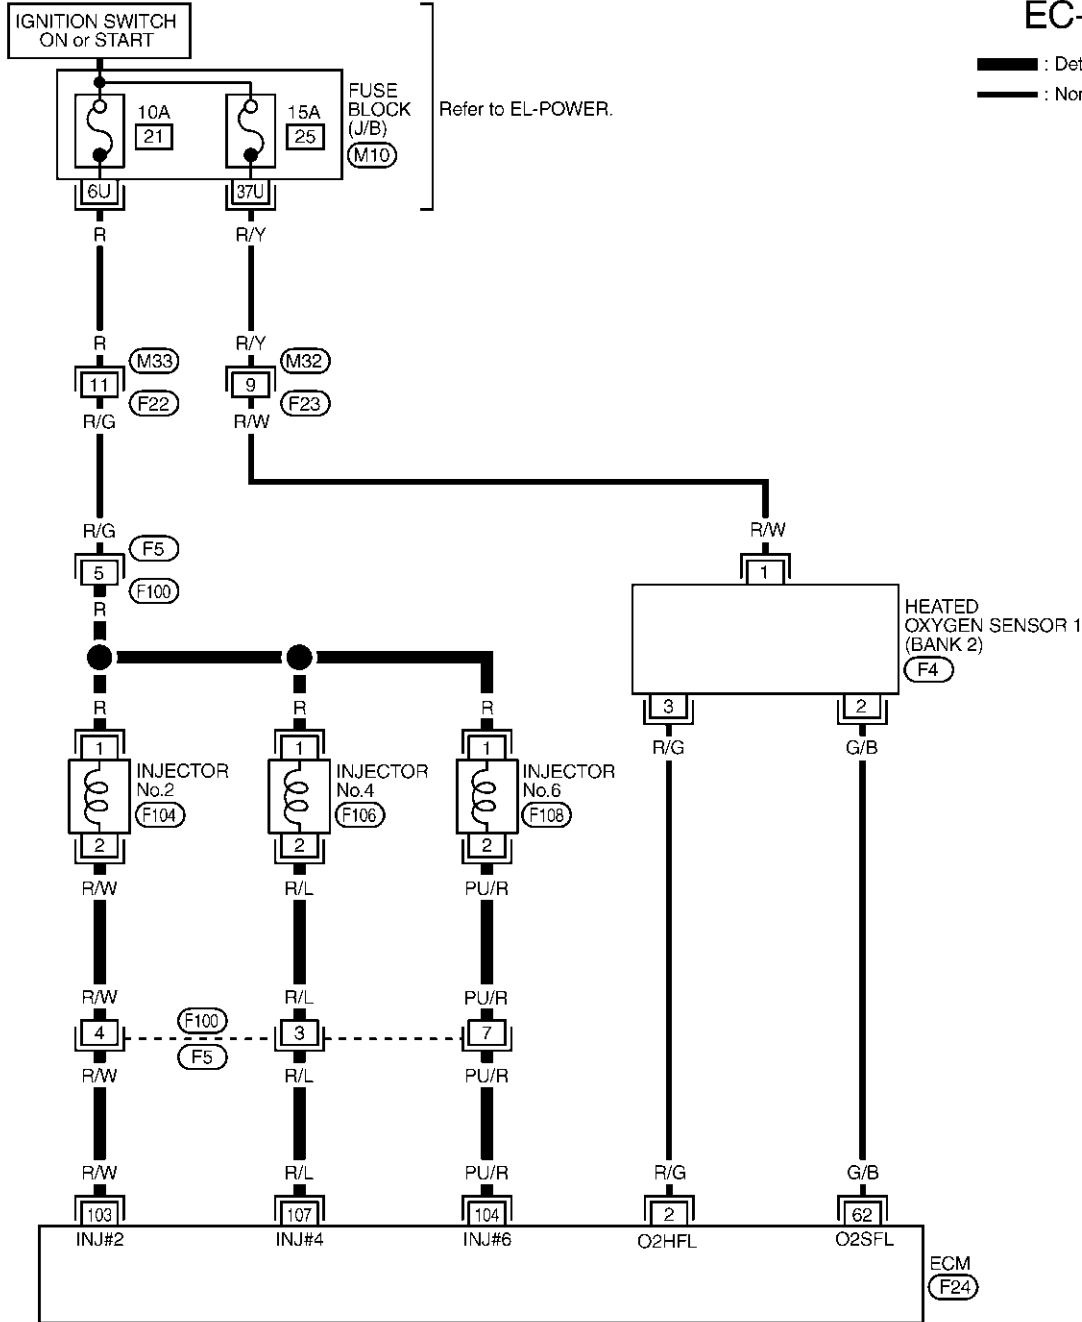 IGNITION SWITCH
ON or START
EC-
: Det
: Nor
10A
21
15A
25
FUSE
BLOCK
(J/B)
M10
Refer to EL-POWER.
6U
37U
R
R/Y
R
R/Y
M33
M32
11
9
F22
F23
R/G
R/W
R/G
R/W
F5
5
1
F100
R
HEATED
OXYGEN SENSOR 1
(BANK 2)
F4
R
R
R
3
2
1
1
1
R/G
G/B
INJECTOR
No.2
F104
INJECTOR
No.4
F106
INJECTOR
No.6
F108
2
2
2
R/W
R/L
PU/R
R/W
R/L
PU/R
F100
4
3
7
F5
R/W
R/L
PU/R
R/W
R/L
PU/R
R/G
G/B
103
107
104
2
62
INJ#2
INJ#4
INJ#6
O2HFL
O2SFL
ECM
F24